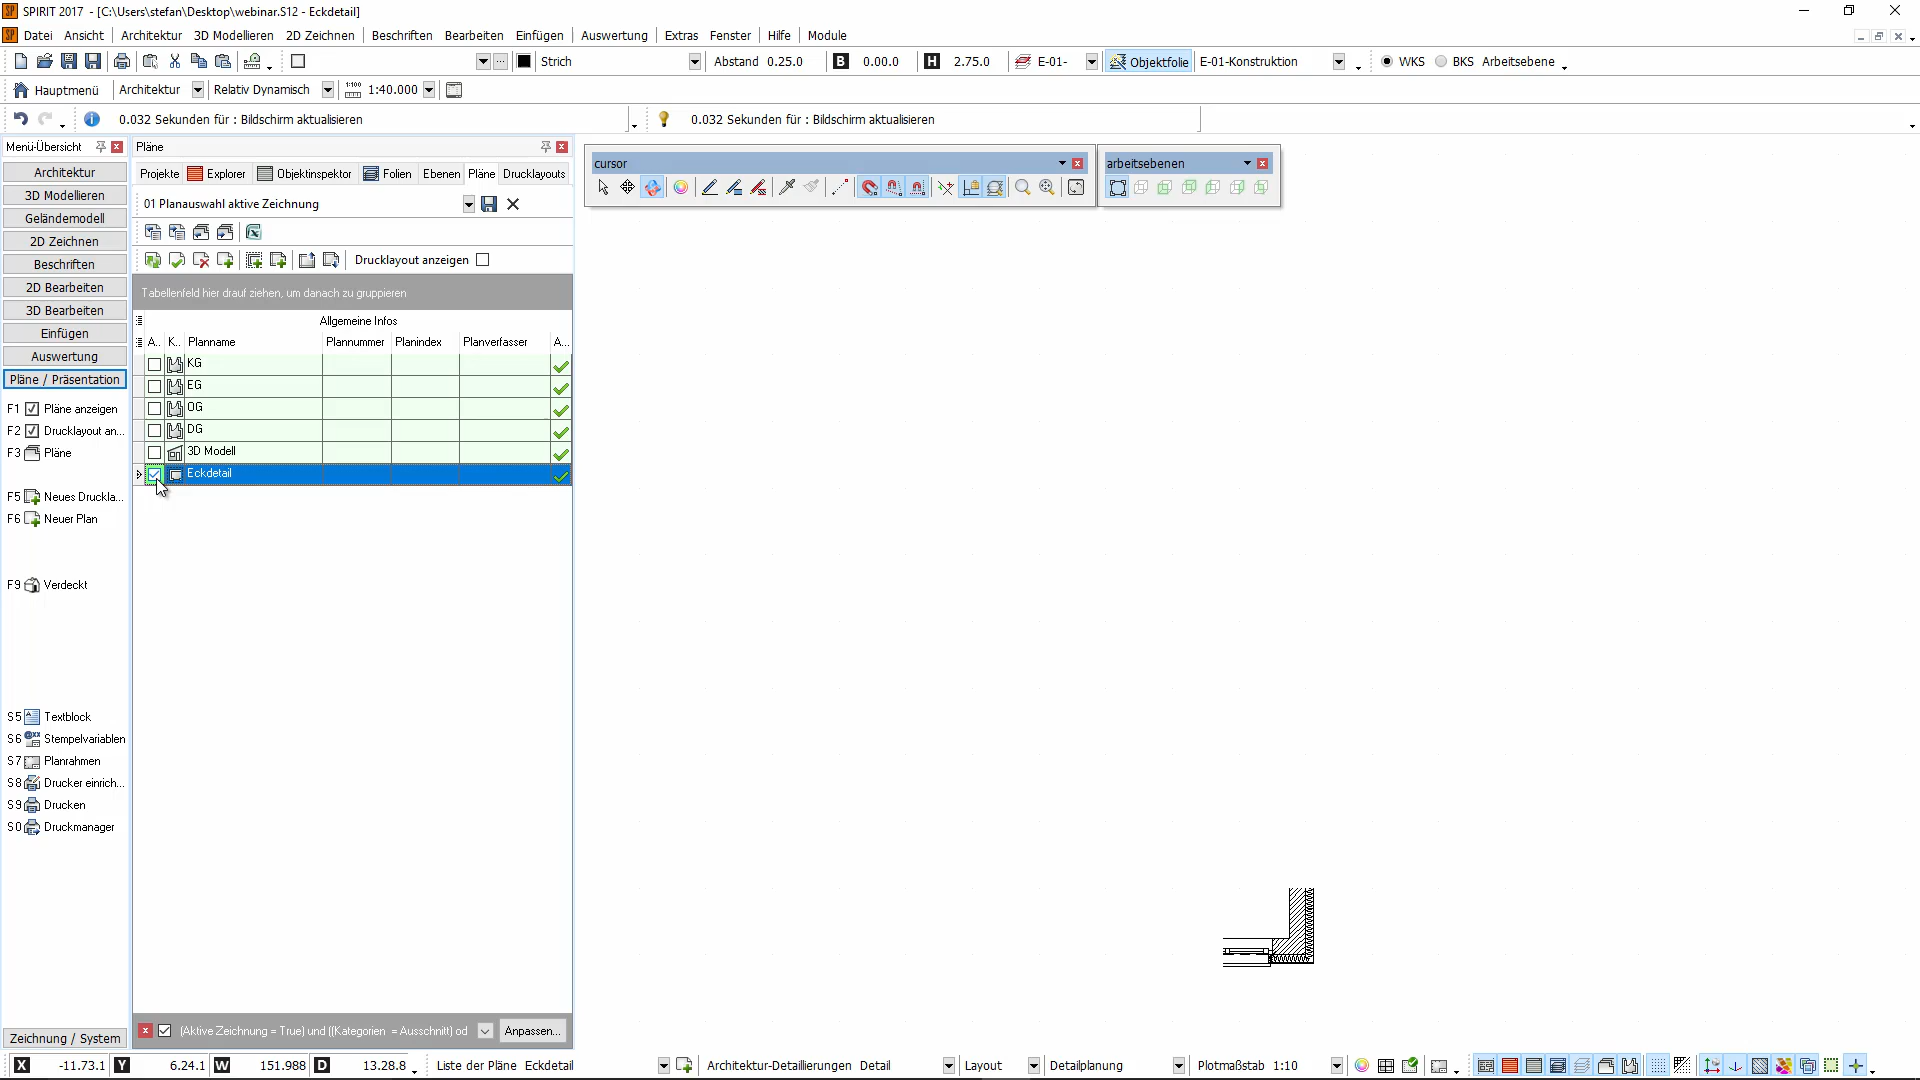 SPIRIT 2017 - [C:\Users\stefan\Desktop\webinar.S12 - Eckdetail]
Datei Ansicht Architektur 3D Modellieren 2D Zeichnen Beschriften Bearbeiten Einfügen Auswertung Extras Fenster Hilfe Module
Strich Abstand 0.25.0 B 0.00.0 H 2.75.0 E-01- Objektfolie E-01-Konstruktion WKS BKS Arbeitsebene
Hauptmenü Architektur Relativ Dynamisch 1:40.000
0.032 Sekunden für : Bildschirm aktualisieren 0.032 Sekunden für : Bildschirm aktualisieren
Menü-Übersicht
Architektur
3D Modellieren
Geländemodell
2D Zeichnen
Beschriften
2D Bearbeiten
3D Bearbeiten
Einfügen
Auswertung
Pläne / Präsentation
F1 Pläne anzeigen
F2 Drucklayout an...
F3 Pläne
F5 Neues Druckla...
F6 Neuer Plan
F9 Verdeckt
S5 Textblock
S6 Stempelvariablen
S7 Planrahmen
S8 Drucker einrich...
S9 Drucken
S0 Druckmanager
Zeichnung / System
Pläne
Projekte Explorer Objektinspektor Folien Ebenen Pläne Drucklayouts
01 Planauswahl aktive Zeichnung
Drucklayout anzeigen
Tabellenfeld hier drauf ziehen, um danach zu gruppieren
Allgemeine Infos
A.. K.. Planname Plannummer Planindex Planverfasser A...
KG
EG
OG
DG
3D Modell
Eckdetail
(Aktive Zeichnung = True) und ((Kategorien = Ausschnitt) od Anpassen...
cursor
arbeitsebenen
X -11.73.1 Y 6.24.1 W 151.988 D 13.28.8 Liste der Pläne Eckdetail Architektur-Detaillierungen Detail Layout Detailplanung Plotmaßstab 1:10